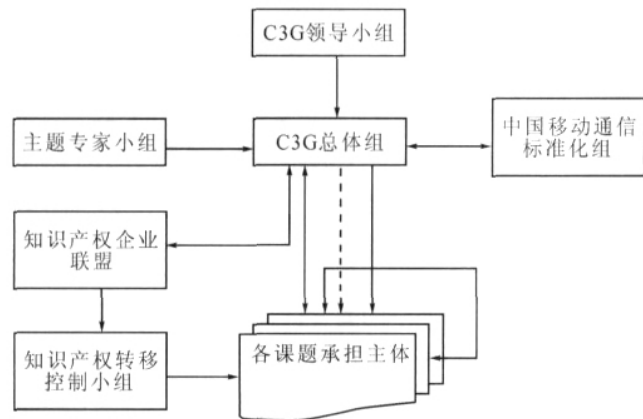 C3G领导小组
主题专家小组
C3G总体组
中国移动通信
标准化组
知识产权企业
联盟
知识产权转移
控制小组
各课题承担主体